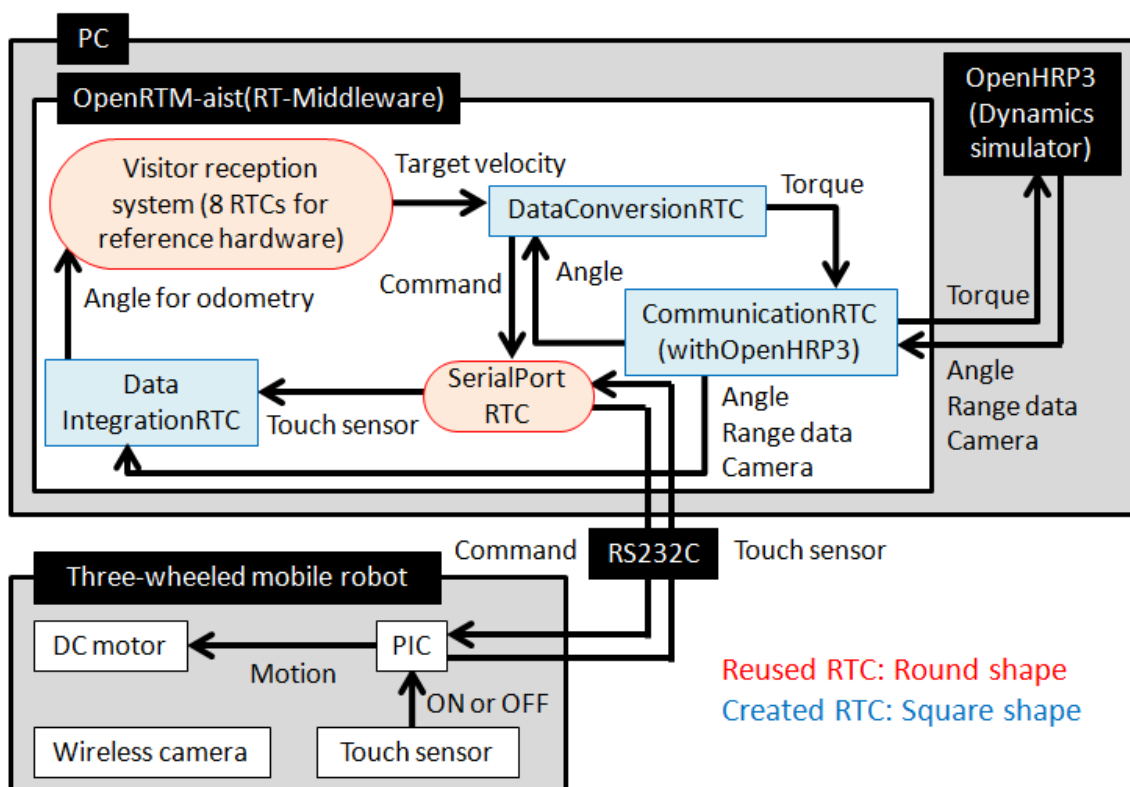 PC
OpenRTM-aist(RT-Middleware)
OpenHRP3
(Dynamics
simulator)
Visitor reception
system (8 RTCs for
reference hardware)
Target velocity
DataConversionRTC
Torque
Command
Angle
Angle for odometry
CommunicationRTC
(withOpenHRP3)
Torque
Data
IntegrationRTC
Touch sensor
SerialPort
RTC
Angle
Range data
Camera
Angle
Range data
Camera
Command
RS232C
Touch sensor
Three-wheeled mobile robot
DC motor
Motion
PIC
ON or OFF
Wireless camera
Touch sensor
Reused RTC: Round shape
Created RTC: Square shape